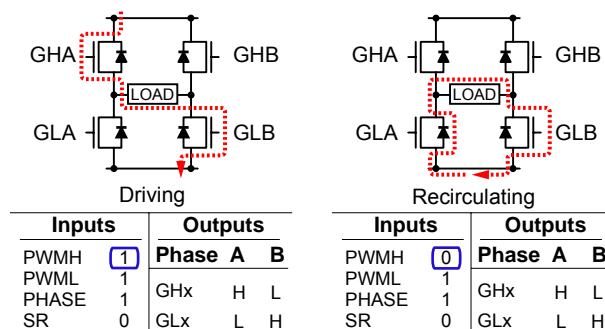 GHA
GHB
LOAD
GLA
GLB
Driving
Inputs Outputs
PWMH 1 Phase A B
PWML 1
PHASE 1 GHx H L
SR 0 GLx L H
GHA
GHB
LOAD
GLA
GLB
Recirculating
Inputs Outputs
PWMH 0 Phase A B
PWML 1
PHASE 1 GHx H L
SR 0 GLx L H